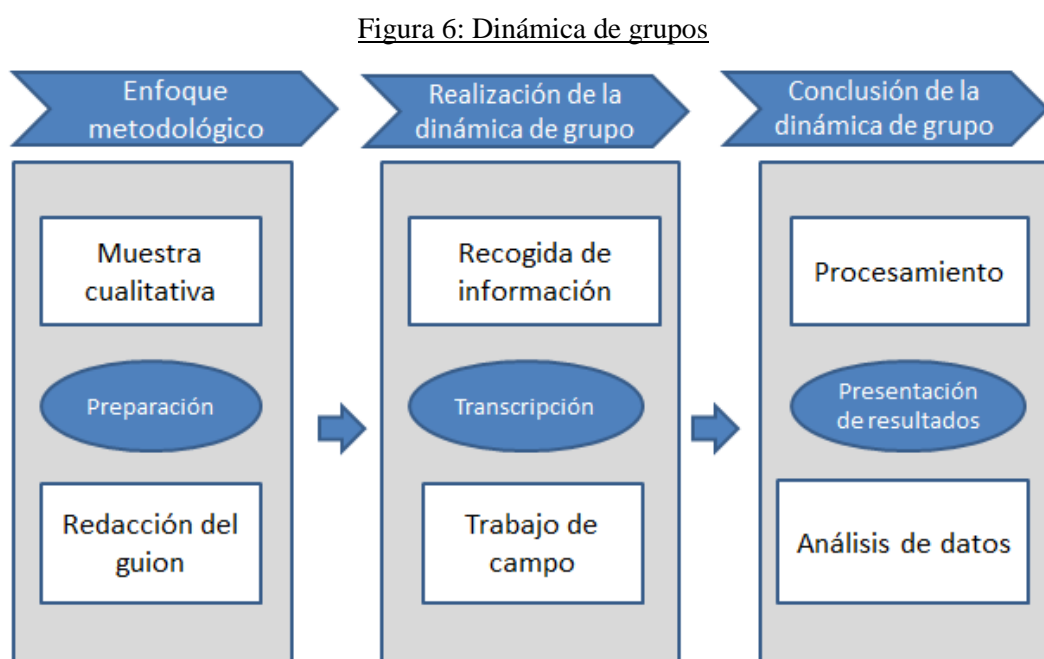 Figura 6: Dinámica de grupos
Enfoque
metodológico
Muestra
cualitativa
Preparación
Redacción del
guion
Realización de la
dinámica de grupo
Recogida de
información
Transcripción
Trabajo de
campo
Conclusión de la
dinámica de grupo
Procesamiento
Presentación
de resultados
Análisis de datos